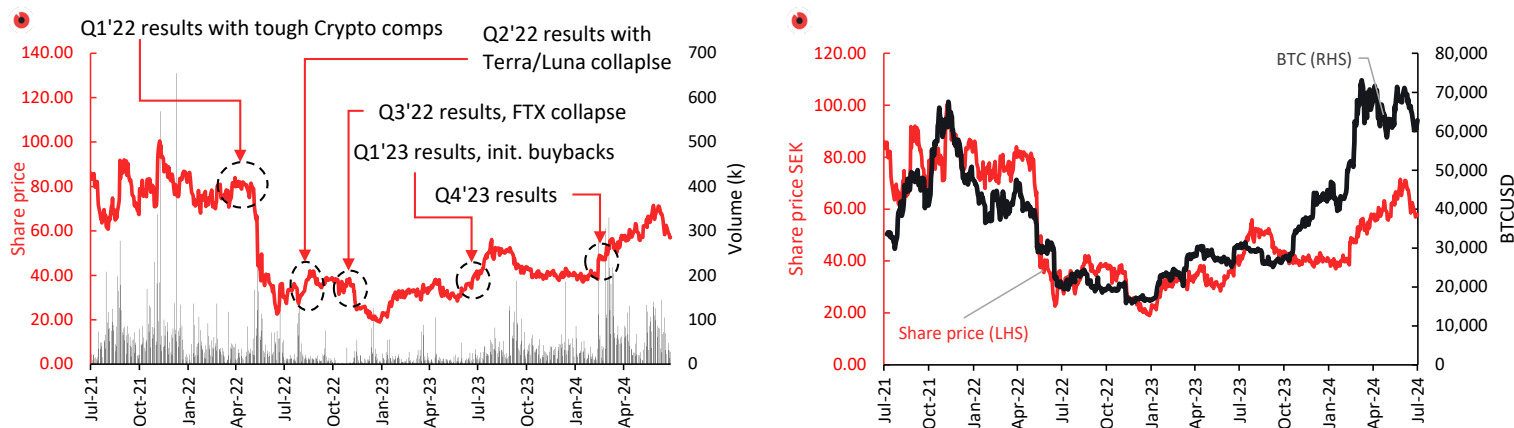 Q1'22 results with tough Crypto comps
Q2'22 results with
Terra/Luna collaplse
Q3'22 results, FTX collapse
Q1'23 results, init. buybacks
Q4'23 results
Share price
140.00
120.00
100.00
80.00
60.00
40.00
20.00
0.00
700
600
500
400
300
200
100
0
Volume (k)
Jul-21
Oct-21
Jan-22
Apr-22
Jul-22
Oct-22
Jan-23
Apr-23
Jul-23
Oct-23
Jan-24
Apr-24
Share price SEK
120.00
100.00
80.00
60.00
40.00
20.00
0.00
BTC (RHS)
Share price (LHS)
80,000
70,000
60,000
50,000
40,000
30,000
20,000
10,000
0
BTCUSD
Jul-21
Oct-21
Jan-22
Apr-22
Jul-22
Oct-22
Jan-23
Apr-23
Jul-23
Oct-23
Jan-24
Apr-24
Jul-24